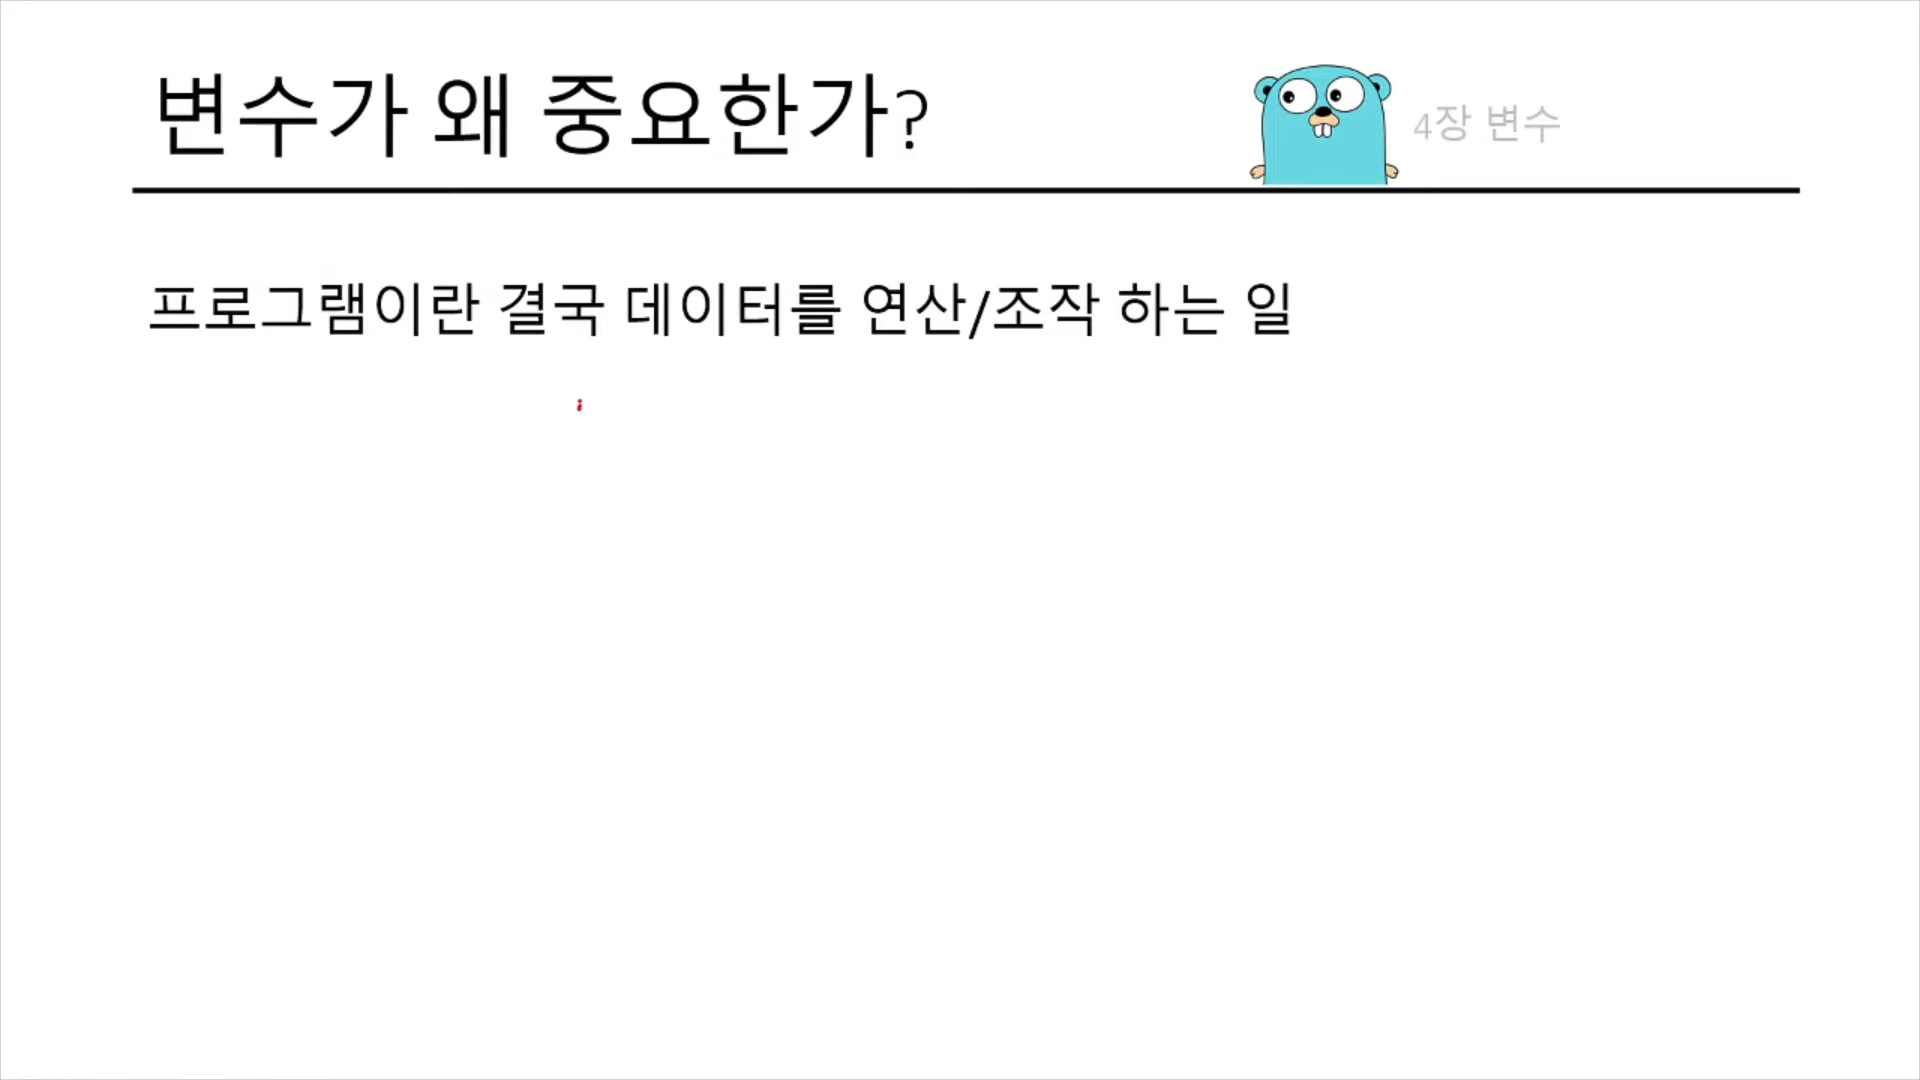 변수가 왜 중요한가?
4장 변수
프로그램이란 결국 데이터를 연산/조작 하는 일